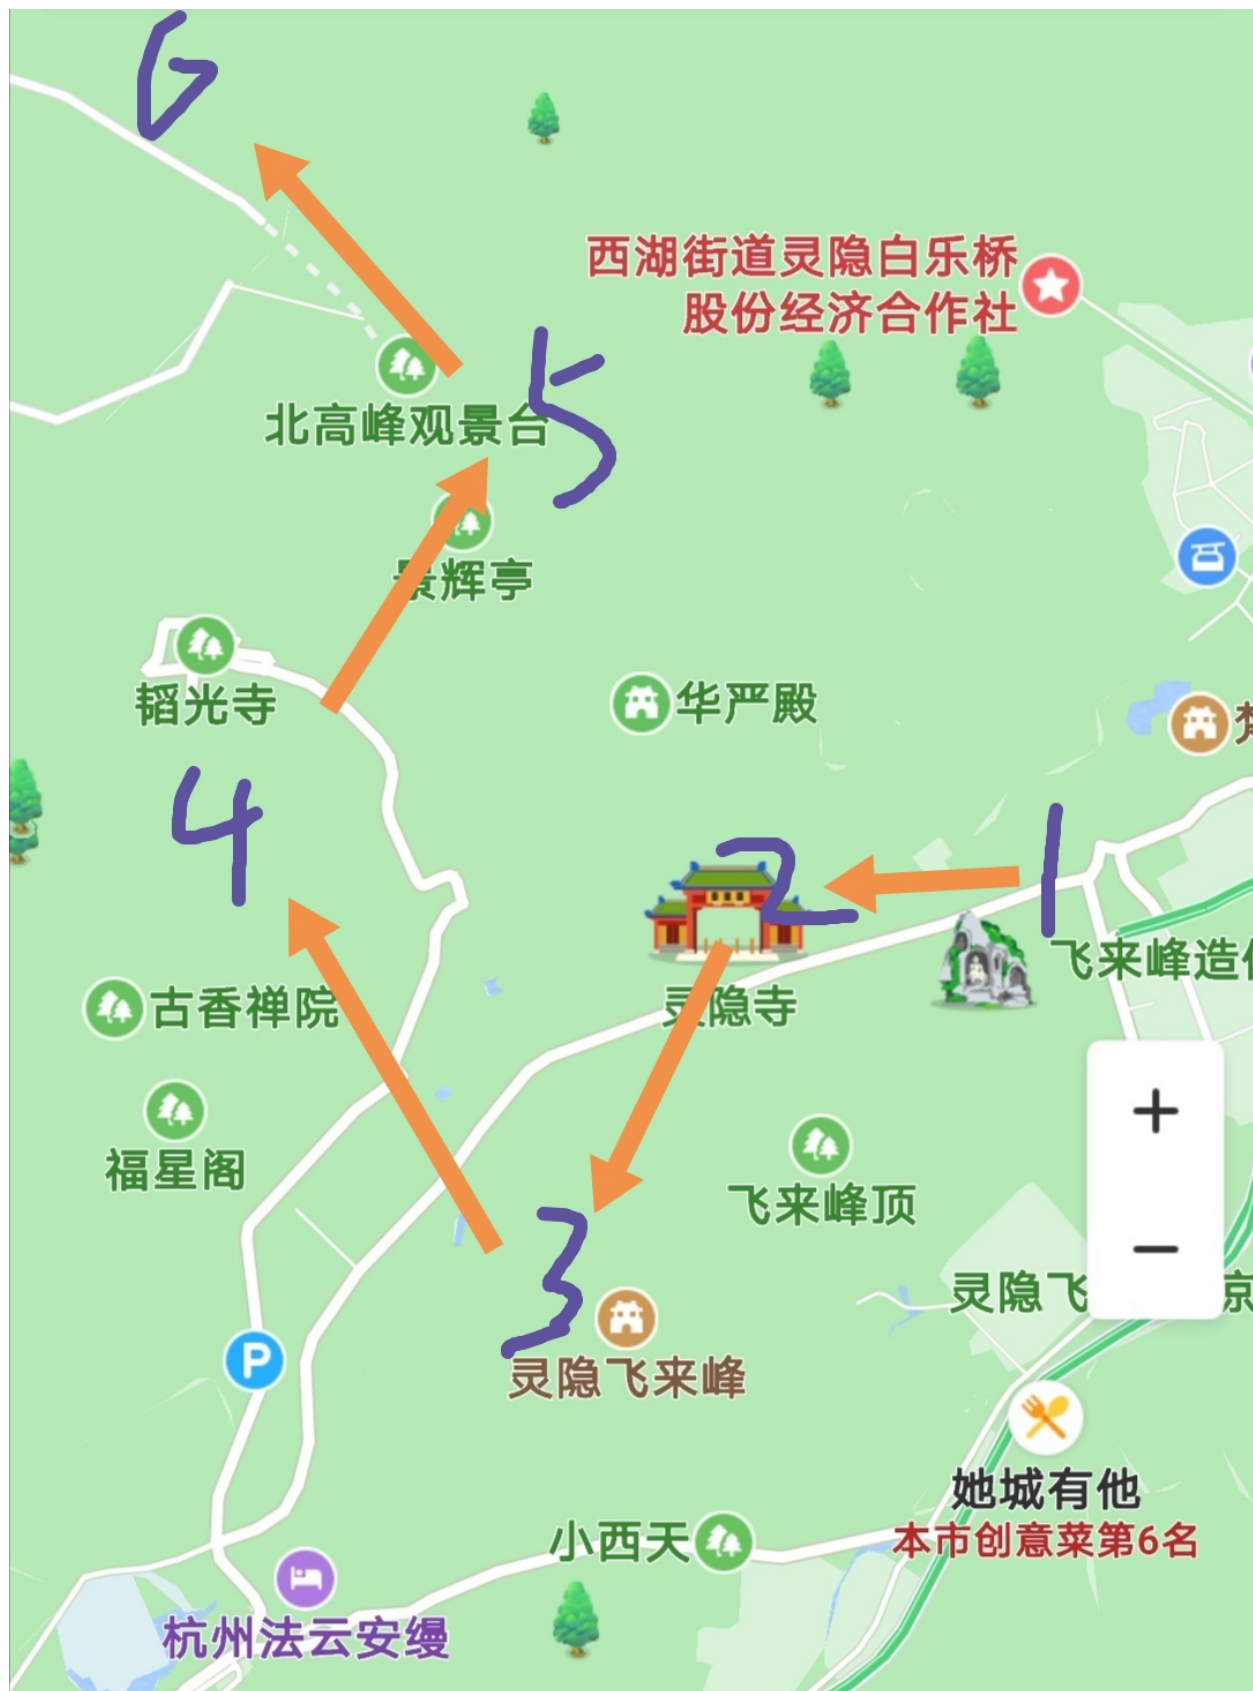 6
西湖街道灵隐白乐桥
股份经济合作社
5
北高峰观景台
景辉亭
韬光寺
华严殿
4
2
1
飞来峰造
灵隐寺
古香禅院
福星阁
飞来峰顶
3
灵隐飞
P
灵隐飞来峰
她城有他
本市创意菜第6名
小西天
杭州法云安缦
+
−